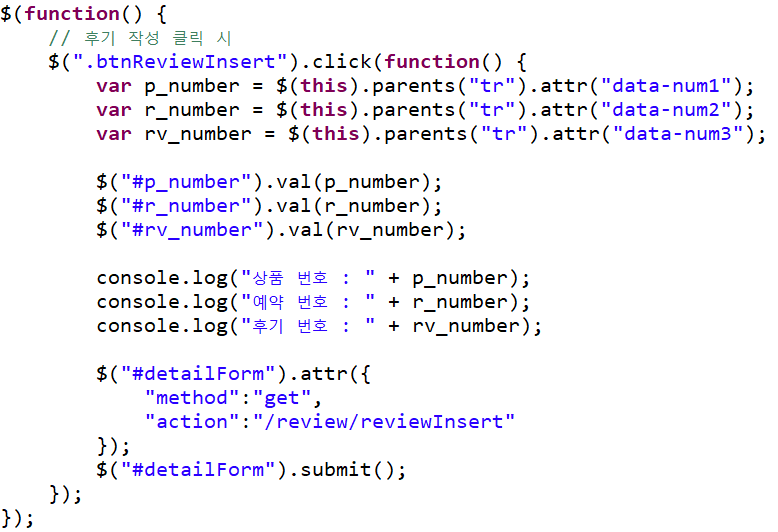 $(function() {
// 후기 작성 클릭 시
$(".btnReviewInsert").click(function() {
var p_number = $(this).parents("tr").attr("data-num1");
var r_number = $(this).parents("tr").attr("data-num2");
var rv_number = $(this).parents("tr").attr("data-num3");
$("#p_number").val(p_number);
$("#r_number").val(r_number);
$("#rv_number").val(rv_number);
console.log("상품 번호 : " + p_number);
console.log("예약 번호 : " + r_number);
console.log("후기 번호 : " + rv_number);
$("#detailForm").attr({
"method":"get",
"action":"/review/reviewInsert"
});
$("#detailForm").submit();
});
});